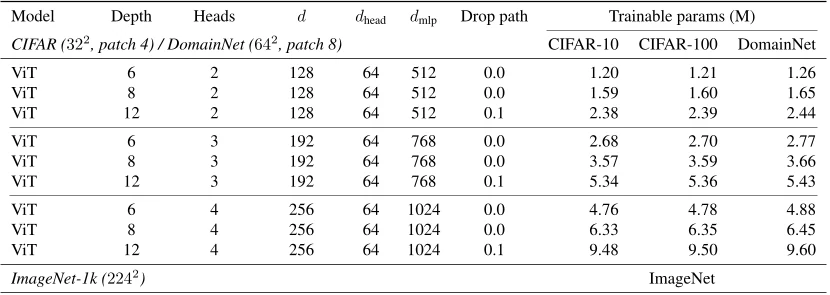 Model Depth Heads d d_head d_mlp Drop path Trainable params (M)
CIFAR (32², patch 4) / DomainNet (64², patch 8) CIFAR-10 CIFAR-100 DomainNet
ViT 6 2 128 64 512 0.0 1.20 1.21 1.26
ViT 8 2 128 64 512 0.0 1.59 1.60 1.65
ViT 12 2 128 64 512 0.1 2.38 2.39 2.44
ViT 6 3 192 64 768 0.0 2.68 2.70 2.77
ViT 8 3 192 64 768 0.0 3.57 3.59 3.66
ViT 12 3 192 64 768 0.1 5.34 5.36 5.43
ViT 6 4 256 64 1024 0.0 4.76 4.78 4.88
ViT 8 4 256 64 1024 0.0 6.33 6.35 6.45
ViT 12 4 256 64 1024 0.1 9.48 9.50 9.60
ImageNet-1k (224²) ImageNet